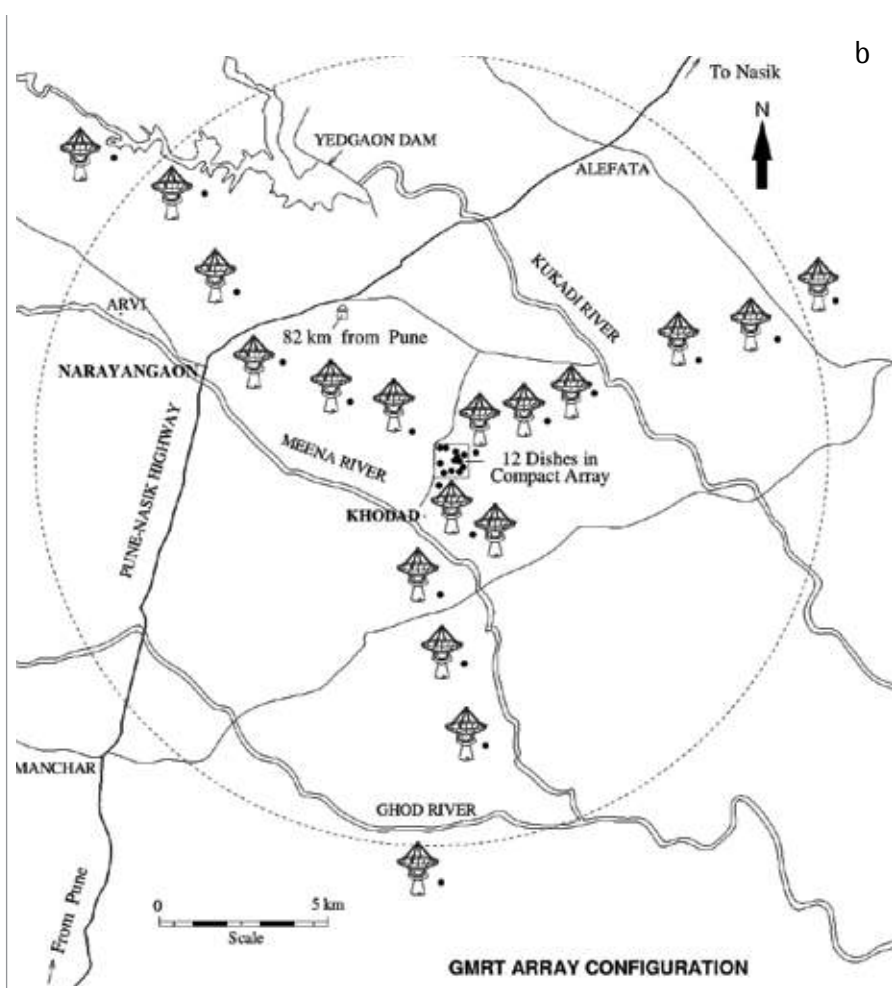 b
To Nasik
N
YEDGAON DAM
ALEFATA
KUKADI RIVER
ARVI
82 km from Pune
NARAYANGAON
PUNE-NASIK HIGHWAY
MEENA RIVER
12 Dishes in
Compact Array
KHODAD
MANCHAR
GHOD RIVER
From Pune
0 5 km
Scale
GMRT ARRAY CONFIGURATION